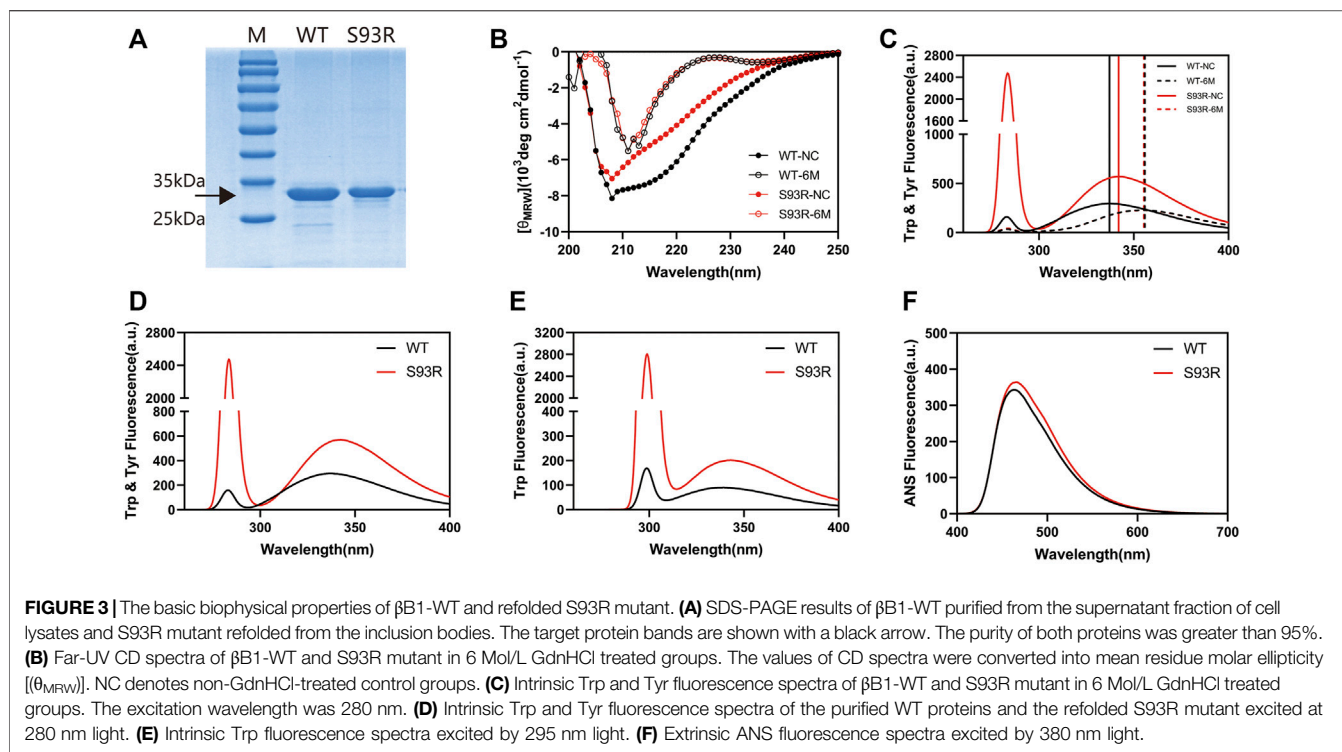 A
M WT S93R
35kDa
25kDa
B
[θMRW](10³deg cm²dmol⁻¹)
0
-2
-4
-6
-8
-10
200 210 220 230 240 250
Wavelength(nm)
WT-NC
WT-6M
S93R-NC
S93R-6M
C
Trp & Tyr Fluorescence(a.u.)
2800
2400
2000
1600
1000
500
0
300 350 400
Wavelength(nm)
WT-NC
WT-6M
S93R-NC
S93R-6M
D
Trp & Tyr Fluorescence(a.u.)
2800
2400
2000
800
600
400
200
0
300 350 400
Wavelength(nm)
WT
S93R
E
Trp Fluorescence(a.u.)
3200
2800
2400
2000
400
300
200
100
0
300 350 400
Wavelength(nm)
WT
S93R
F
ANS Fluorescence(a.u.)
500
400
300
200
100
0
400 500 600 700
Wavelength(nm)
WT
S93R
FIGURE 3 | The basic biophysical properties of βB1-WT and refolded S93R mutant. (A) SDS-PAGE results of βB1-WT purified from the supernatant fraction of cell
lysates and S93R mutant refolded from the inclusion bodies. The target protein bands are shown with a black arrow. The purity of both proteins was greater than 95%.
(B) Far-UV CD spectra of βB1-WT and S93R mutant in 6 Mol/L GdnHCl treated groups. The values of CD spectra were converted into mean residue molar ellipticity
[(θMRW)]. NC denotes non-GdnHCl-treated control groups. (C) Intrinsic Trp and Tyr fluorescence spectra of βB1-WT and S93R mutant in 6 Mol/L GdnHCl treated
groups. The excitation wavelength was 280 nm. (D) Intrinsic Trp and Tyr fluorescence spectra of the purified WT proteins and the refolded S93R mutant excited at
280 nm light. (E) Intrinsic Trp fluorescence spectra excited by 295 nm light. (F) Extrinsic ANS fluorescence spectra excited by 380 nm light.